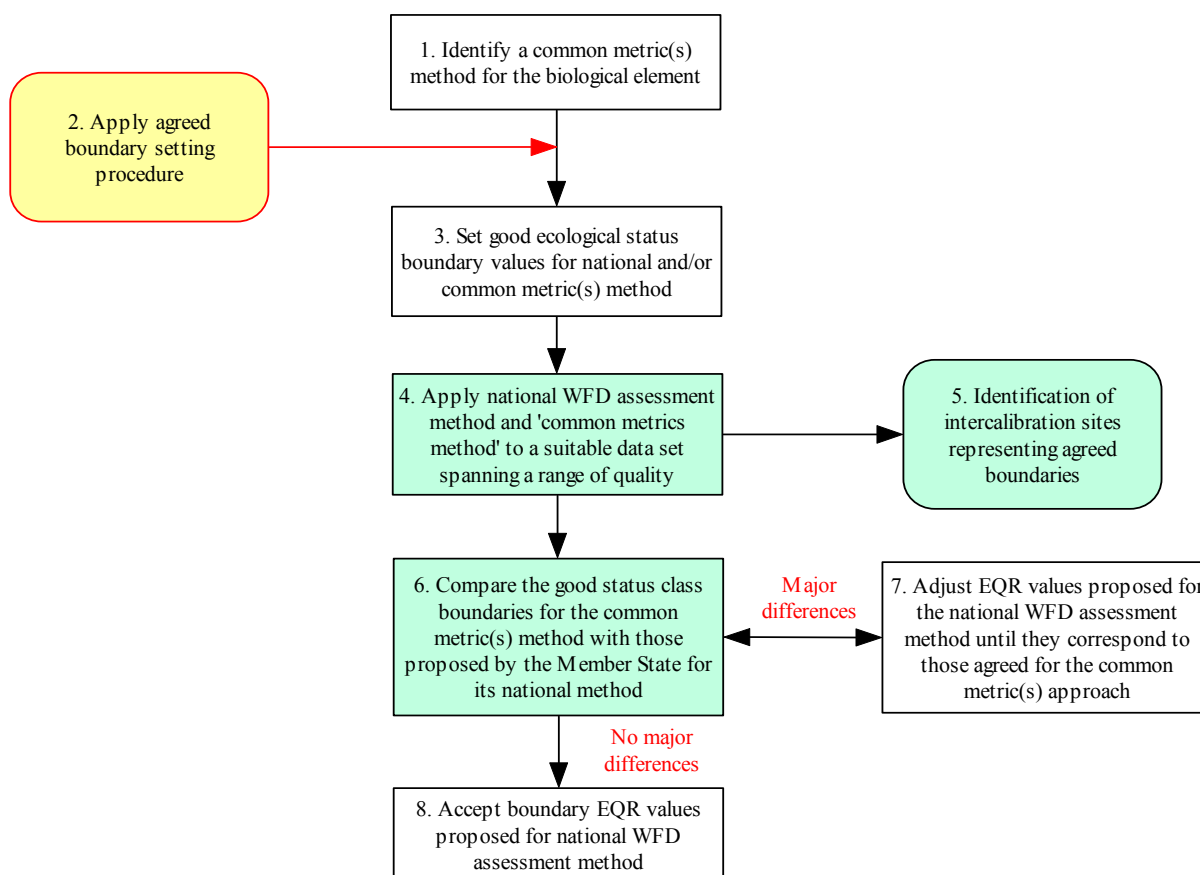 1. Identify a common metric(s)
method for the biological element
2. Apply agreed
boundary setting
procedure
3. Set good ecological status
boundary values for national and/or
common metric(s) method
4. Apply national WFD assessment
method and 'common metrics
method' to a suitable data set
spanning a range of quality
5. Identification of
intercalibration sites
representing agreed
boundaries
6. Compare the good status class
boundaries for the common
metric(s) method with those
proposed by the Member State for
its national method
Major
differences
7. Adjust EQR values proposed for
the national WFD assessment
method until they correspond to
those agreed for the common
metric(s) approach
No major
differences
8. Accept boundary EQR values
proposed for national WFD
assessment method